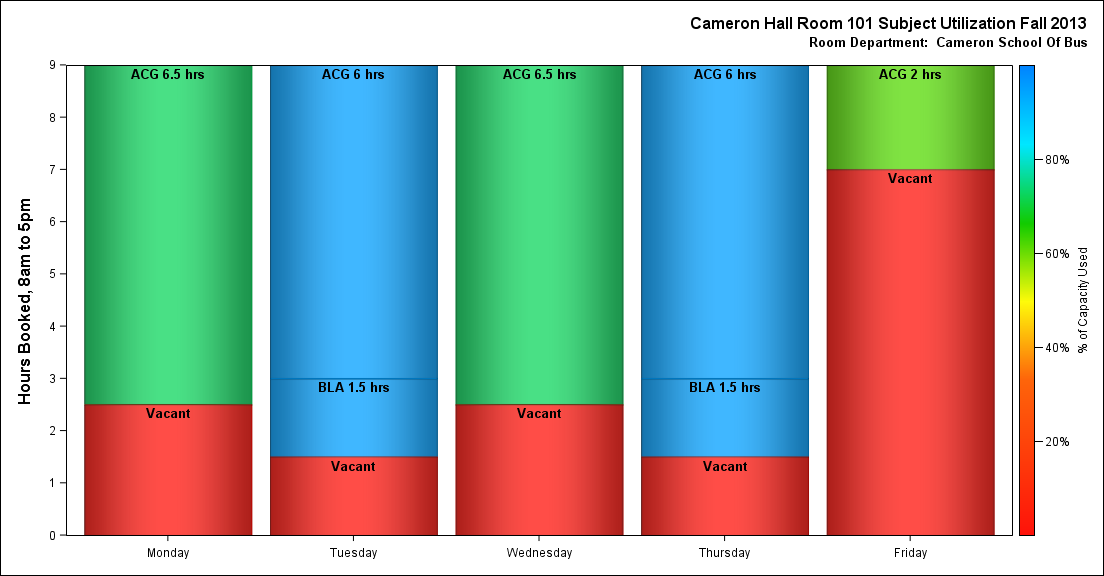 Cameron Hall Room 101 Subject Utilization Fall 2013
Room Department:  Cameron School Of Bus
Hours Booked, 8am to 5pm
9
8
7
6
5
4
3
2
1
0
ACG 6.5 hrs
Vacant
ACG 6 hrs
BLA 1.5 hrs
Vacant
ACG 6.5 hrs
Vacant
ACG 6 hrs
BLA 1.5 hrs
Vacant
ACG 2 hrs
Vacant
Monday
Tuesday
Wednesday
Thursday
Friday
80%
60%
40%
20%
% of Capacity Used